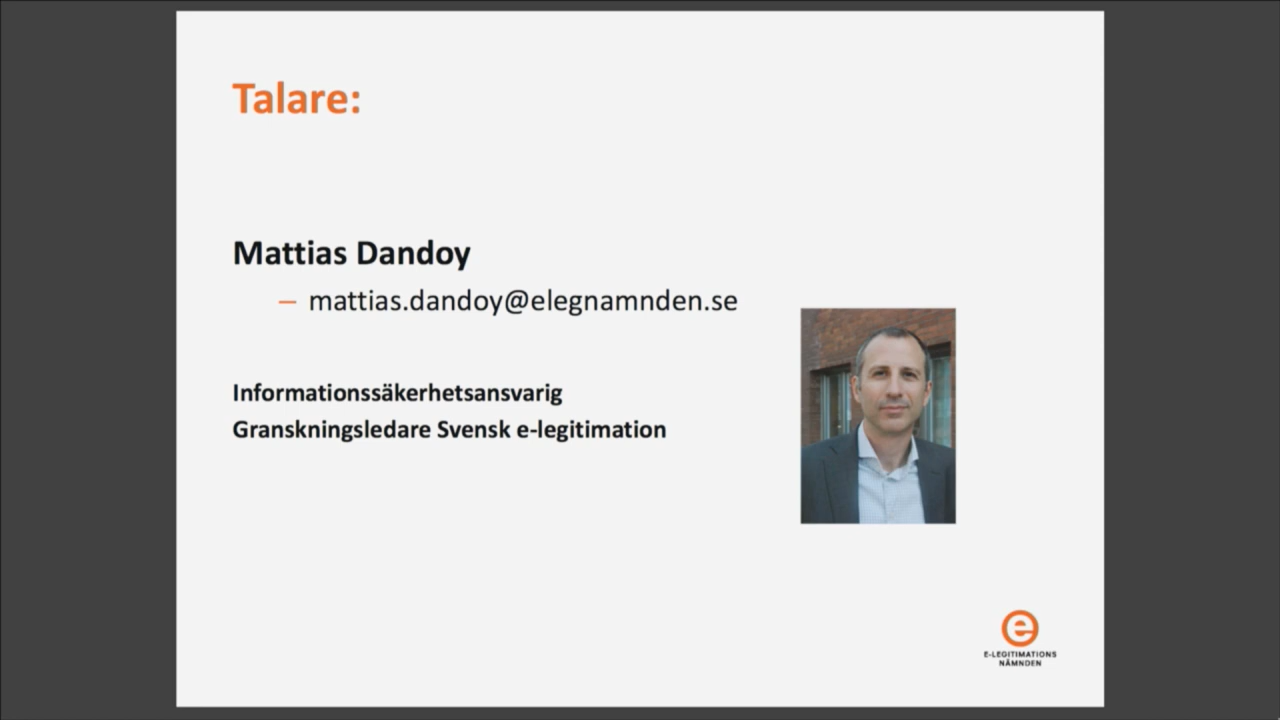 Talare:
Mattias Dandoy
– mattias.dandoy@elegnamnden.se
Informationssäkerhetsansvarig
Granskningsledare Svensk e-legitimation
e
E-LEGITIMATIONS
NÄMNDEN